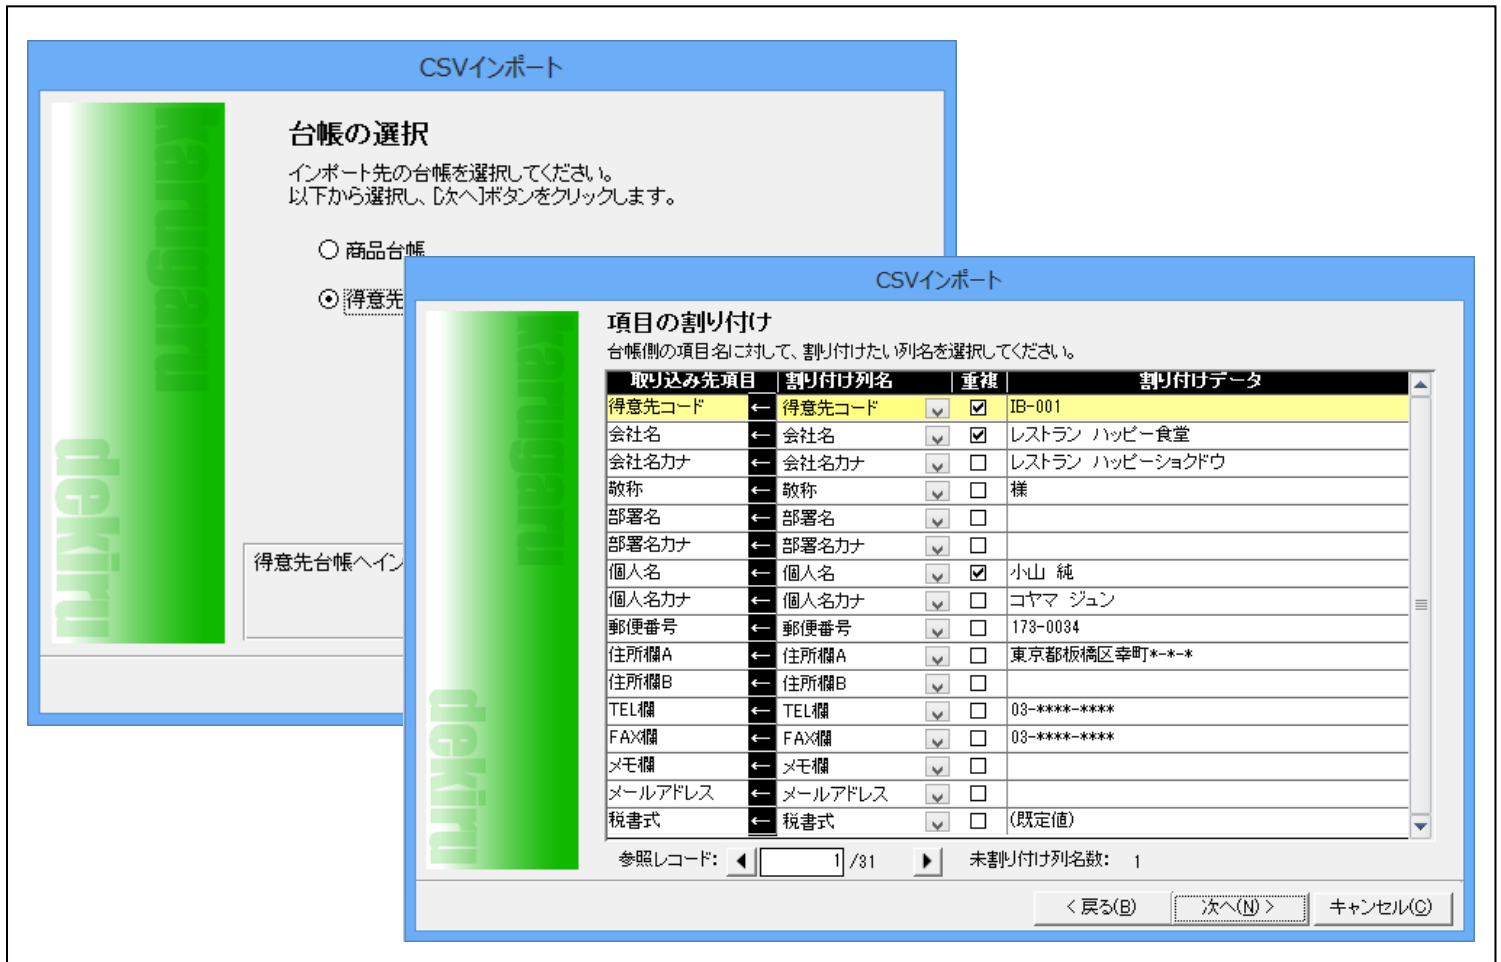 CSVインポート
karugaru
dekiru
台帳の選択
インポート先の台帳を選択してください。
以下から選択し、[次へ]ボタンをクリックします。
商品台帳
得意先
得意先台帳へイン
CSVインポート
karugaru
dekiru
項目の割り付け
台帳側の項目名に対して、割り付けたい列名を選択してください。
取り込み先項目 割り付け列名 重複 割り付けデータ
得意先コード ← 得意先コード IB-001
会社名 ← 会社名 レストラン ハッピー食堂
会社名カナ ← 会社名カナ レストラン ハッピーショクドウ
敬称 ← 敬称 様
部署名 ← 部署名
部署名カナ ← 部署名カナ
個人名 ← 個人名 小山 純
個人名カナ ← 個人名カナ コヤマ ジュン
郵便番号 ← 郵便番号 173-0034
住所欄A ← 住所欄A 東京都板橋区幸町*-*-*
住所欄B ← 住所欄B
TEL欄 ← TEL欄 03-****-****
FAX欄 ← FAX欄 03-****-****
メモ欄 ← メモ欄
メールアドレス ← メールアドレス
税書式 ← 税書式 (既定値)
参照レコード: 1 /31 未割り付け列名数: 1
< 戻る(B) 次へ(N) > キャンセル(C)